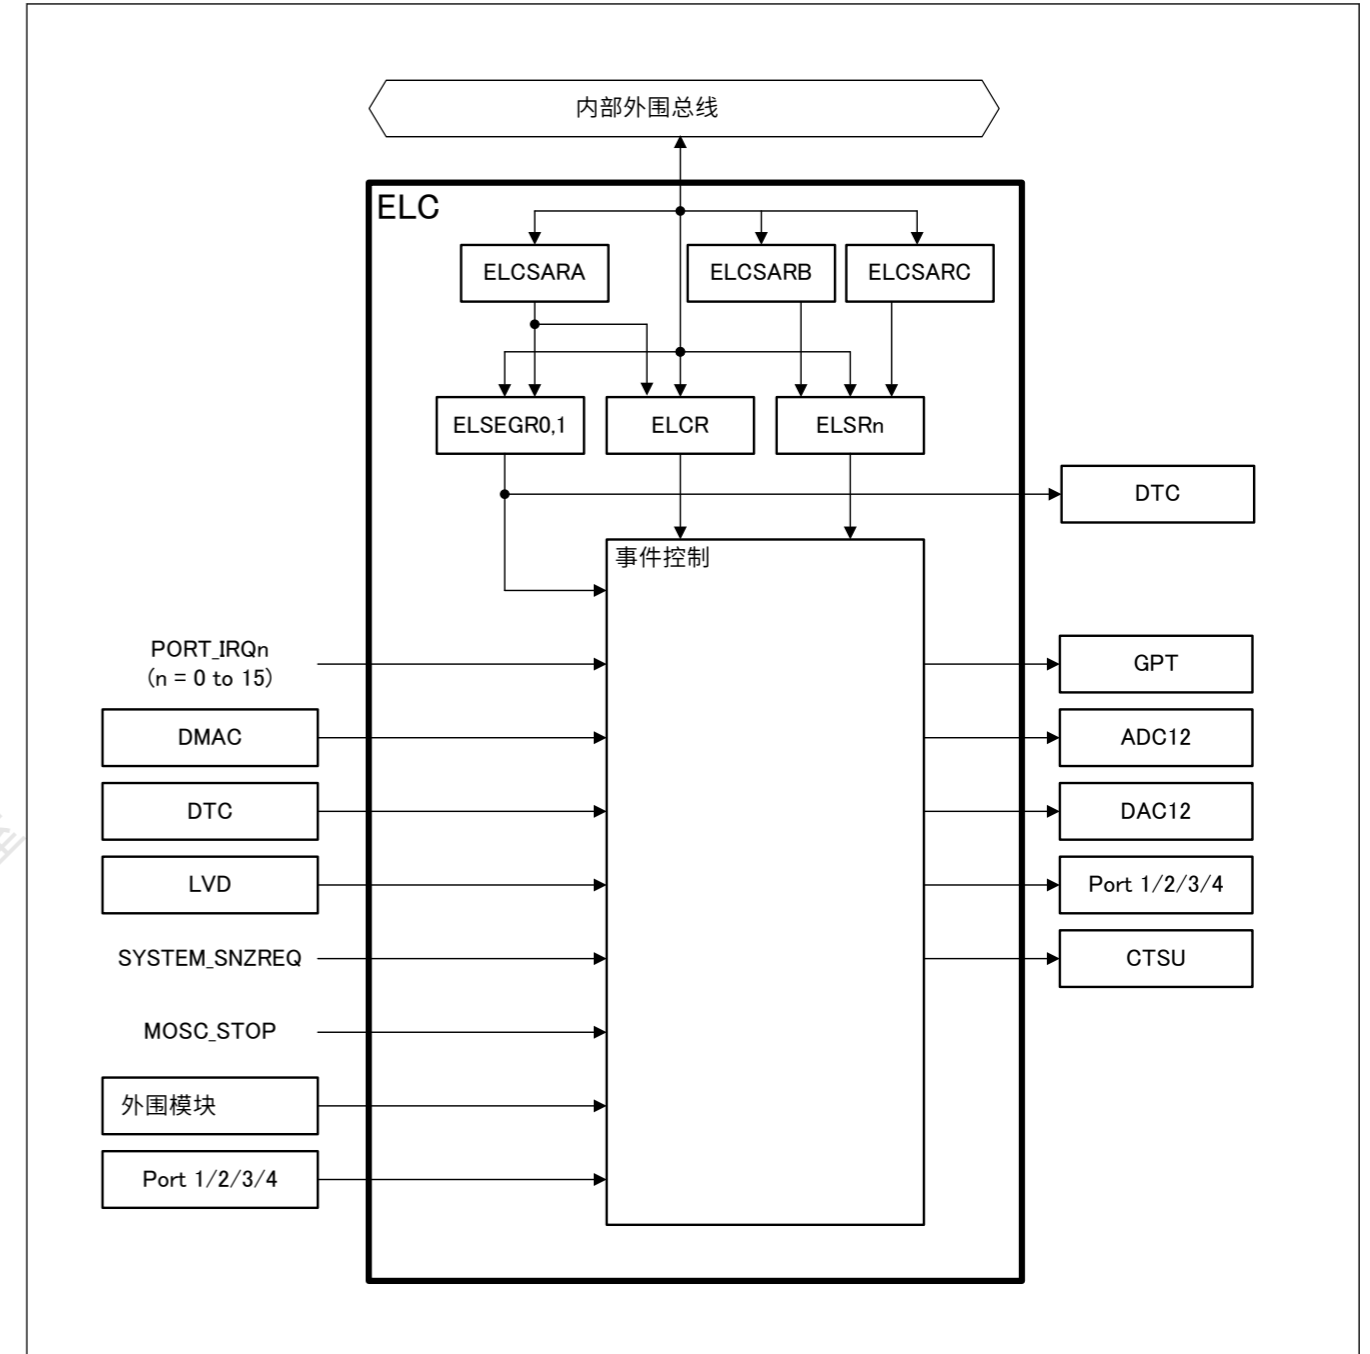 内部外围总线
ELC
ELCSARA
ELCSARB
ELCSARC
ELSEGR0,1
ELCR
ELSRn
DTC
事件控制
PORT_IRQn
(n = 0 to 15)
GPT
DMAC
ADC12
DTC
DAC12
LVD
Port 1/2/3/4
SYSTEM_SNZREQ
CTSU
MOSC_STOP
外围模块
Port 1/2/3/4